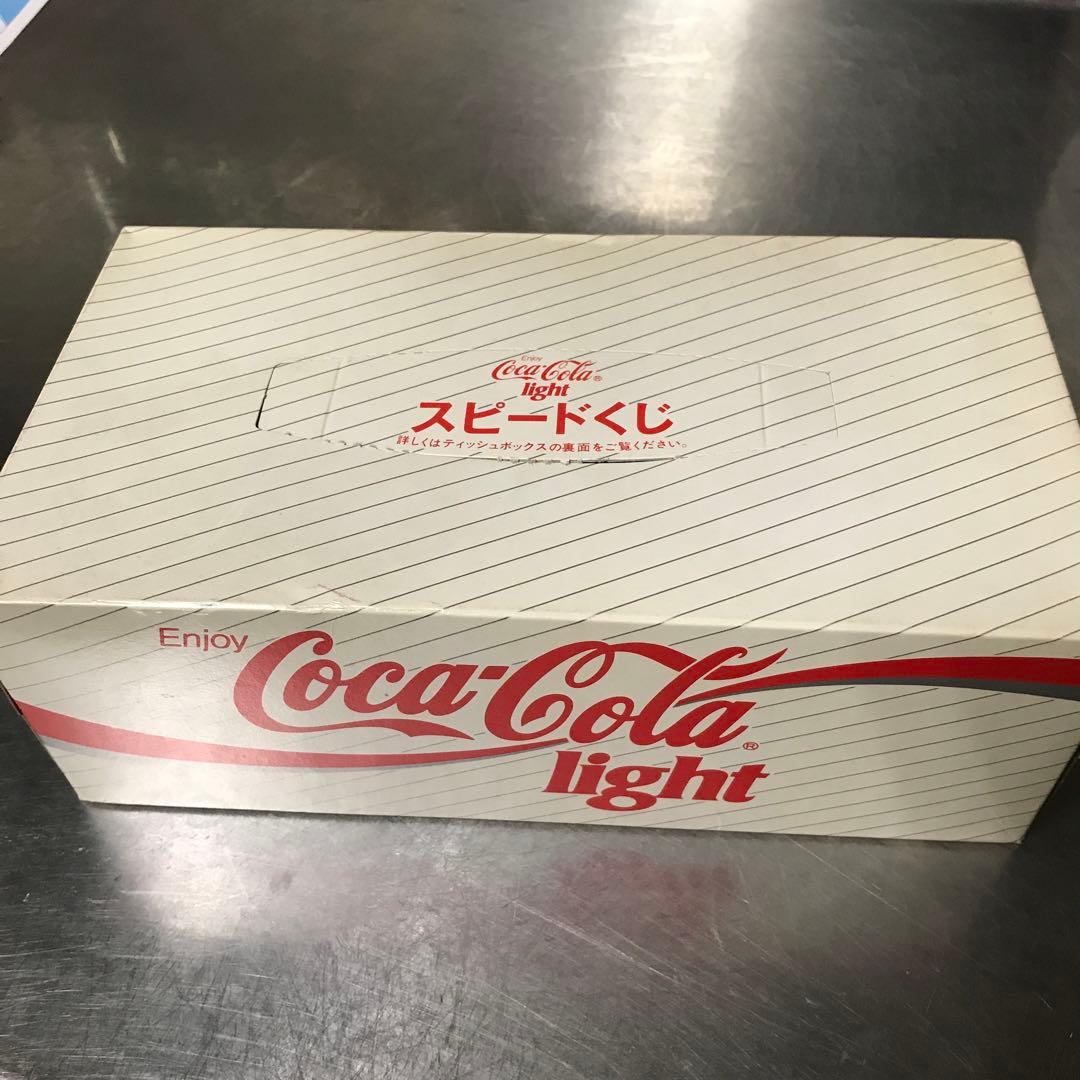 Enjoy
Coca-Cola®
light
スピードくじ
詳しくはティッシュボックスの裏面をご覧ください。
Enjoy
Coca-Cola®
light